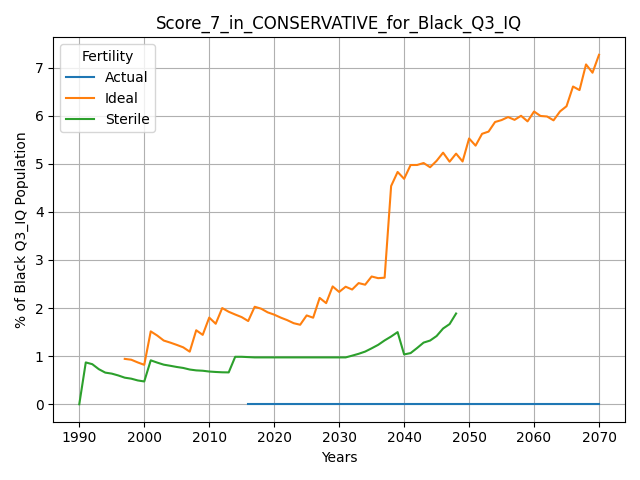 Score_7_in_CONSERVATIVE_for_Black_Q3_IQ
% of Black Q3_IQ Population
7
6
5
4
3
2
1
0
Fertility
Actual
Ideal
Sterile
1990 2000 2010 2020 2030 2040 2050 2060 2070
Years